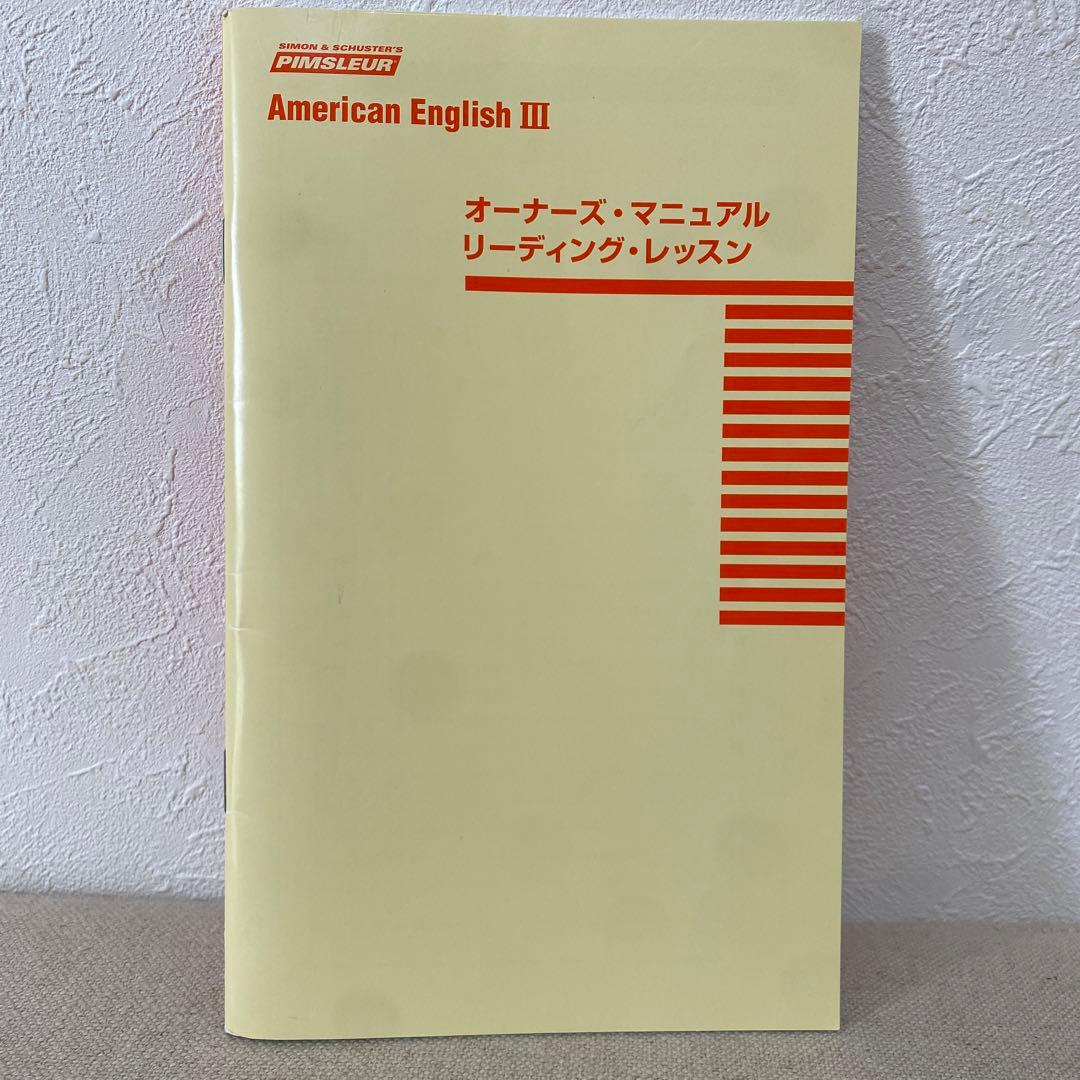 SIMON & SCHUSTER'S
PIMSLEUR®
American English III
オーナーズ・マニュアル
リーディング・レッスン